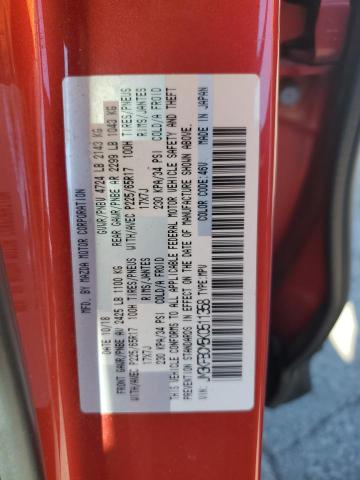 MFD. BY MAZDA MOTOR CORPORATION
DATE: 10/18 GVWR/PNBV 4724 LB 2143 KG
FRONT GAWR/PNBE AV 2425 LB 1100 KG REAR GAWR/PNBE AR 2299 LB 1043 KG
WITH/AVEC P225/65R17 100H TIRES/PNEUS WITH/AVEC P225/65R17 100H TIRES/PNEUS
17X7J RIMS/JANTES 17X7J RIMS/JANTES
230 KPA/34 PSI COLD/A FROID 230 KPA/34 PSI COLD/A FROID
THIS VEHICLE CONFORMS TO ALL APPLICABLE FEDERAL MOTOR VEHICLE SAFETY AND THEFT
PREVENTION STANDARDS IN EFFECT ON THE DATE OF MANUFACTURE SHOWN ABOVE.
COLOR CODE:46V MADE IN JAPAN
VIN: TYPE:MPV